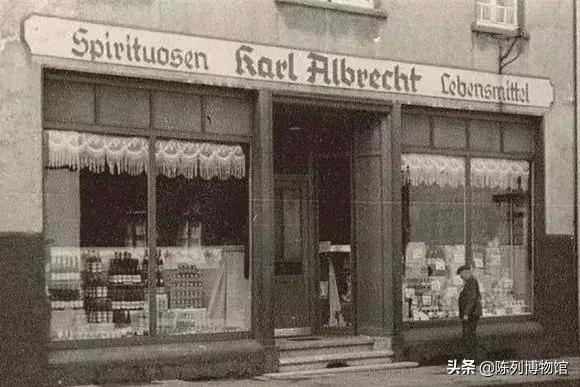 Spirituosen Karl Albrecht Lebensmittel
头条 @陈列博物馆